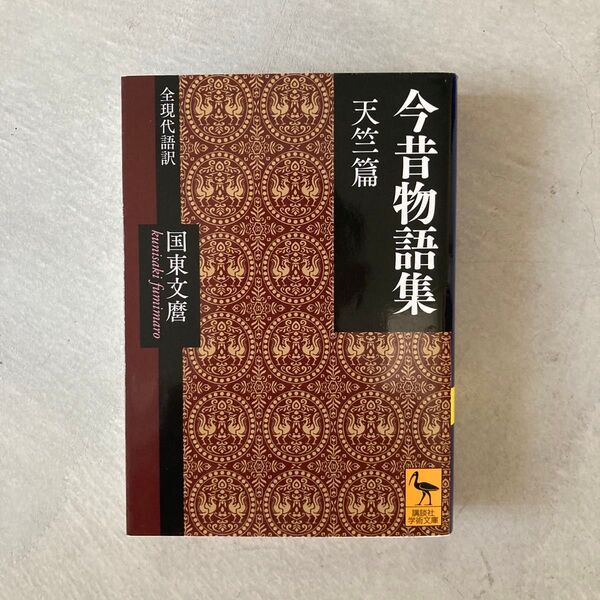 今昔物語集
天竺篇
全現代語訳
国東文麿
kunisaki fumimaro
講談社
学術文庫